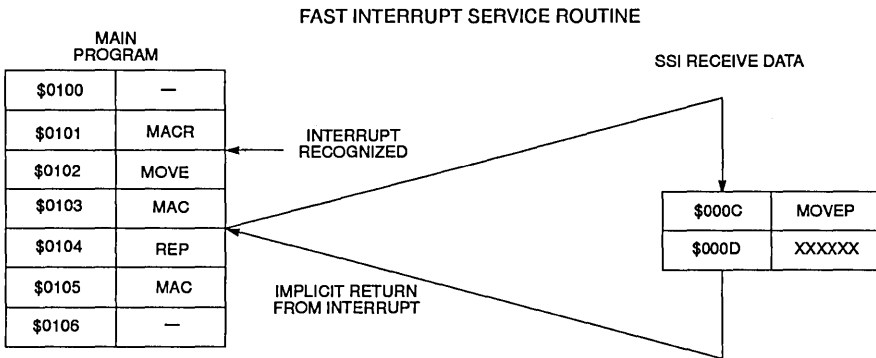 FAST INTERRUPT SERVICE ROUTINE
MAIN
PROGRAM
SSI RECEIVE DATA
$0100 —
$0101 MACR
INTERRUPT
RECOGNIZED
$0102 MOVE
$0103 MAC
$000C MOVEP
$0104 REP
$000D XXXXXX
$0105 MAC
IMPLICIT RETURN
FROM INTERRUPT
$0106 —